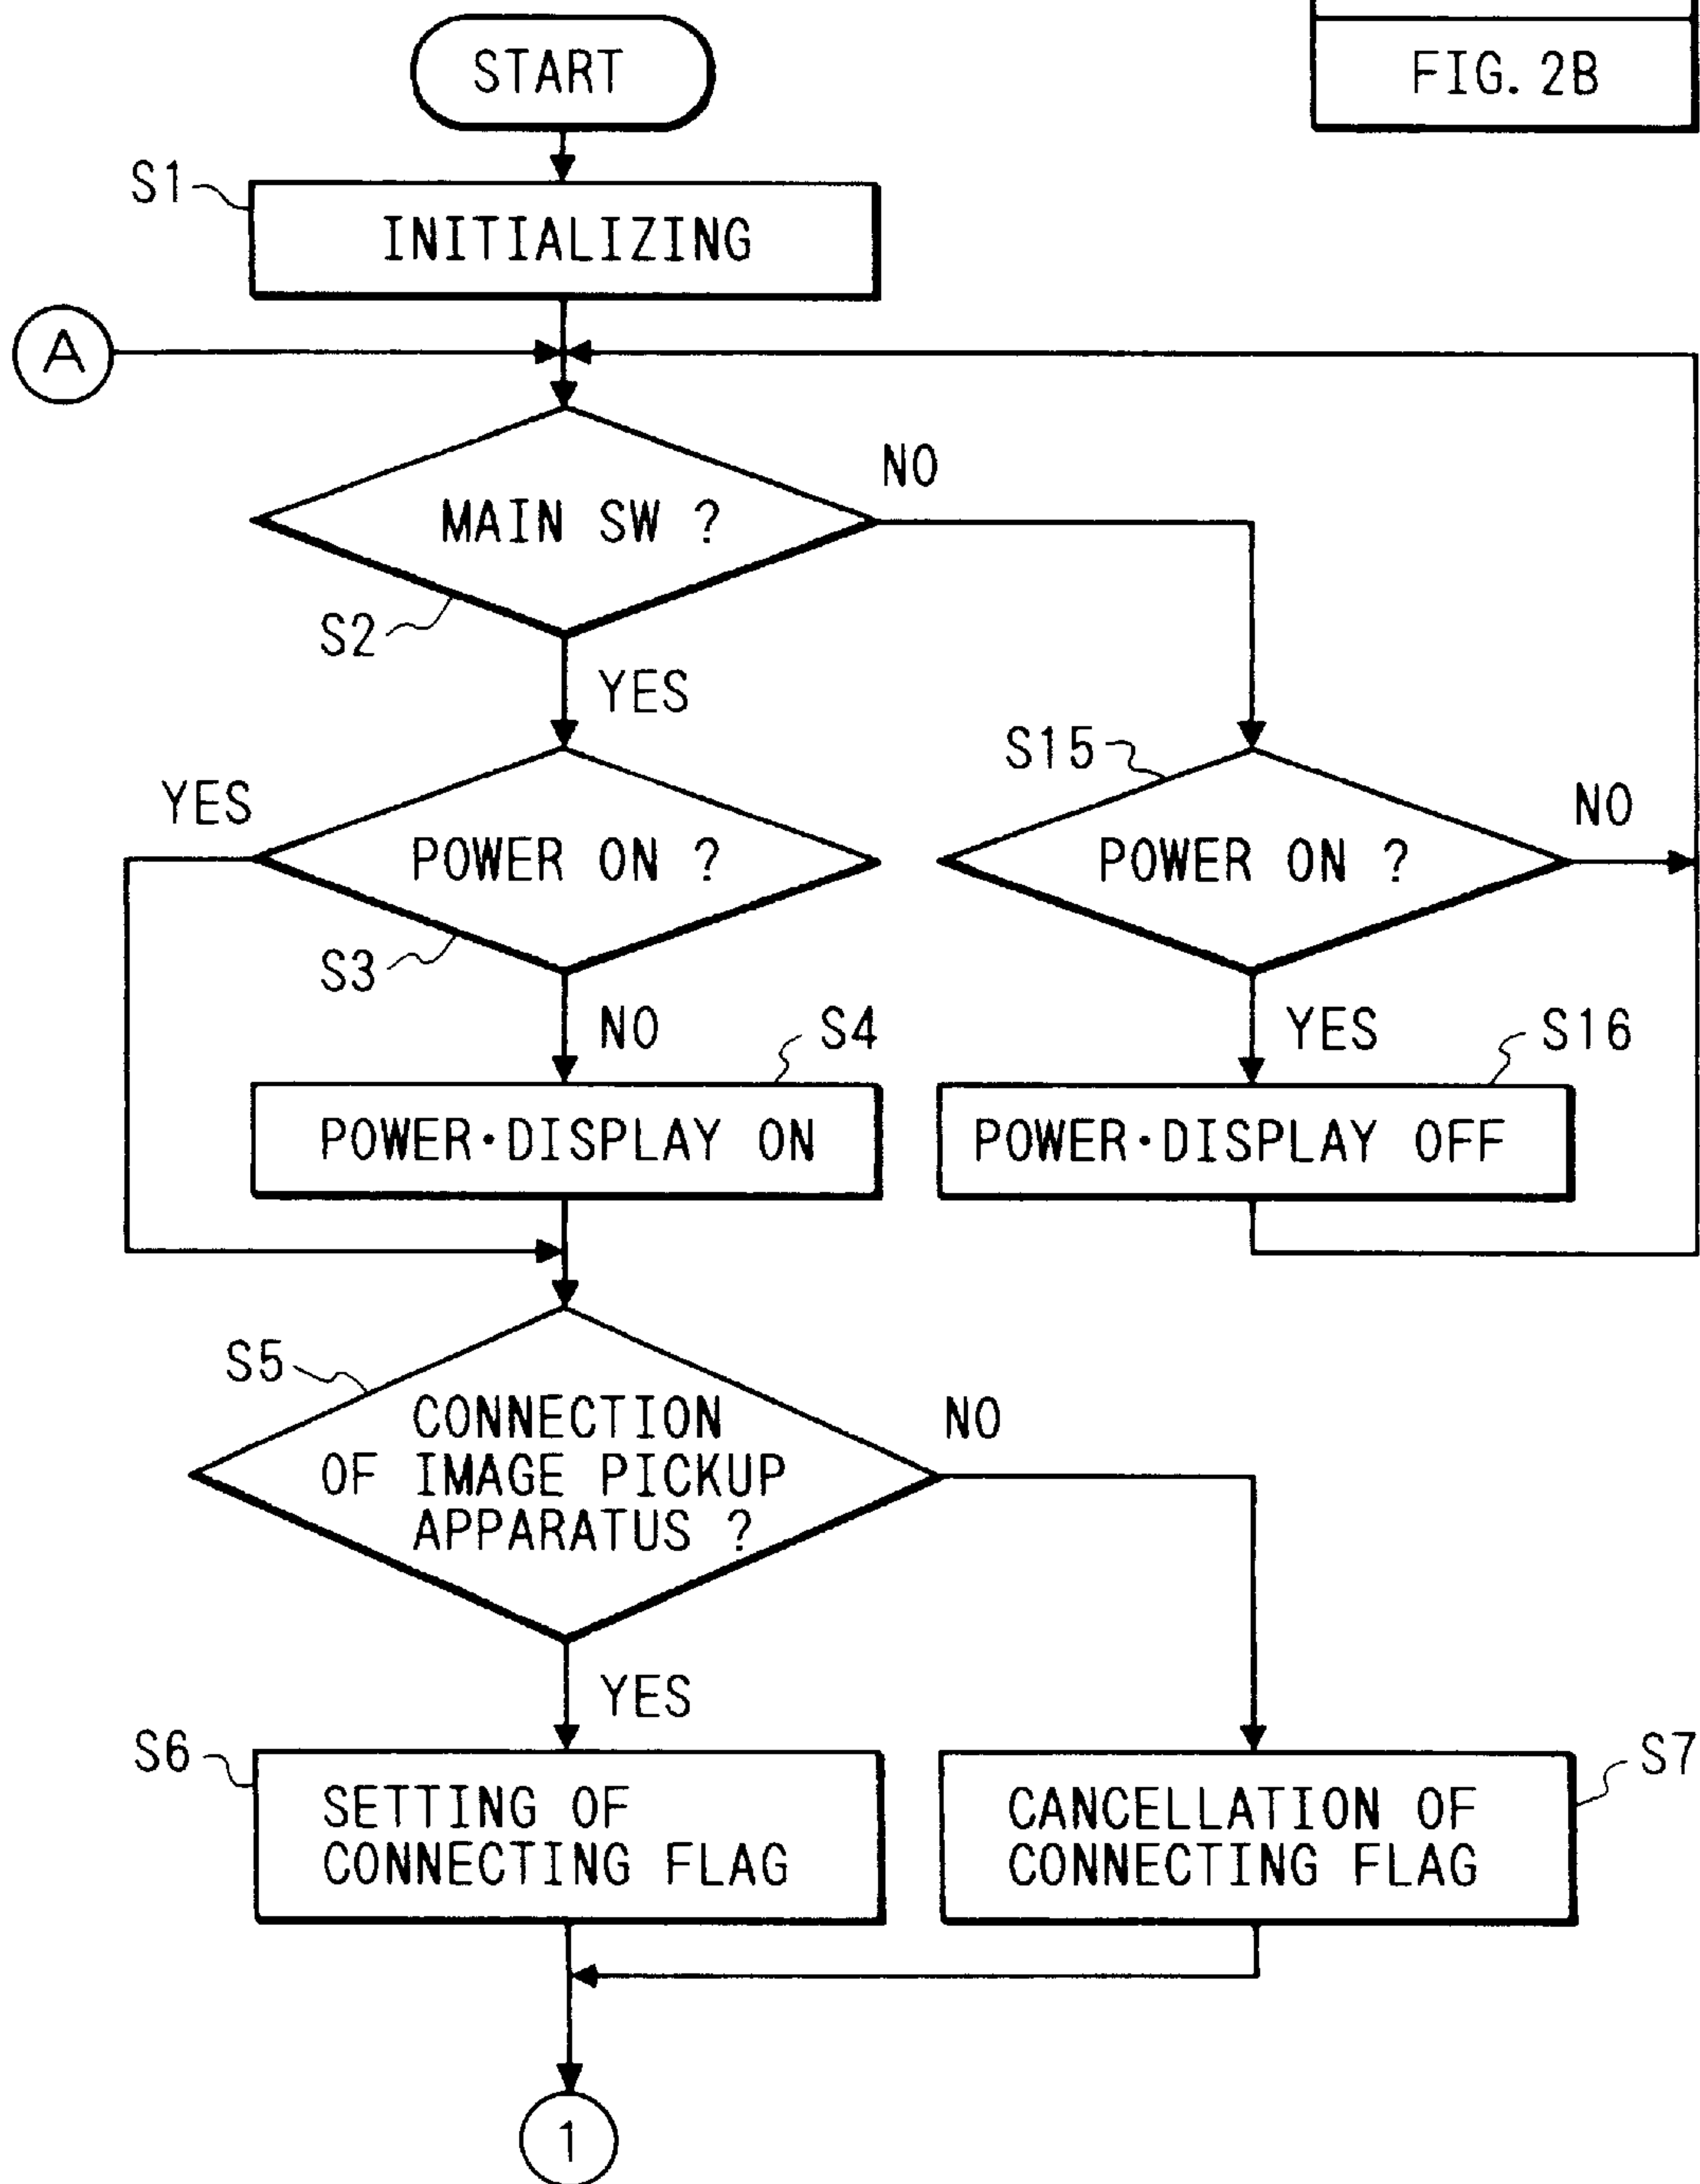 FIG. 2B
START
S1
INITIALIZING
A
MAIN SW ?
NO
S2
YES
S15
YES
POWER ON ?
POWER ON ?
NO
S3
NO
S4
YES
S16
POWER·DISPLAY ON
POWER·DISPLAY OFF
S5
CONNECTION
OF IMAGE PICKUP
APPARATUS ?
NO
YES
S6
SETTING OF
CONNECTING FLAG
CANCELLATION OF
CONNECTING FLAG
S7
1